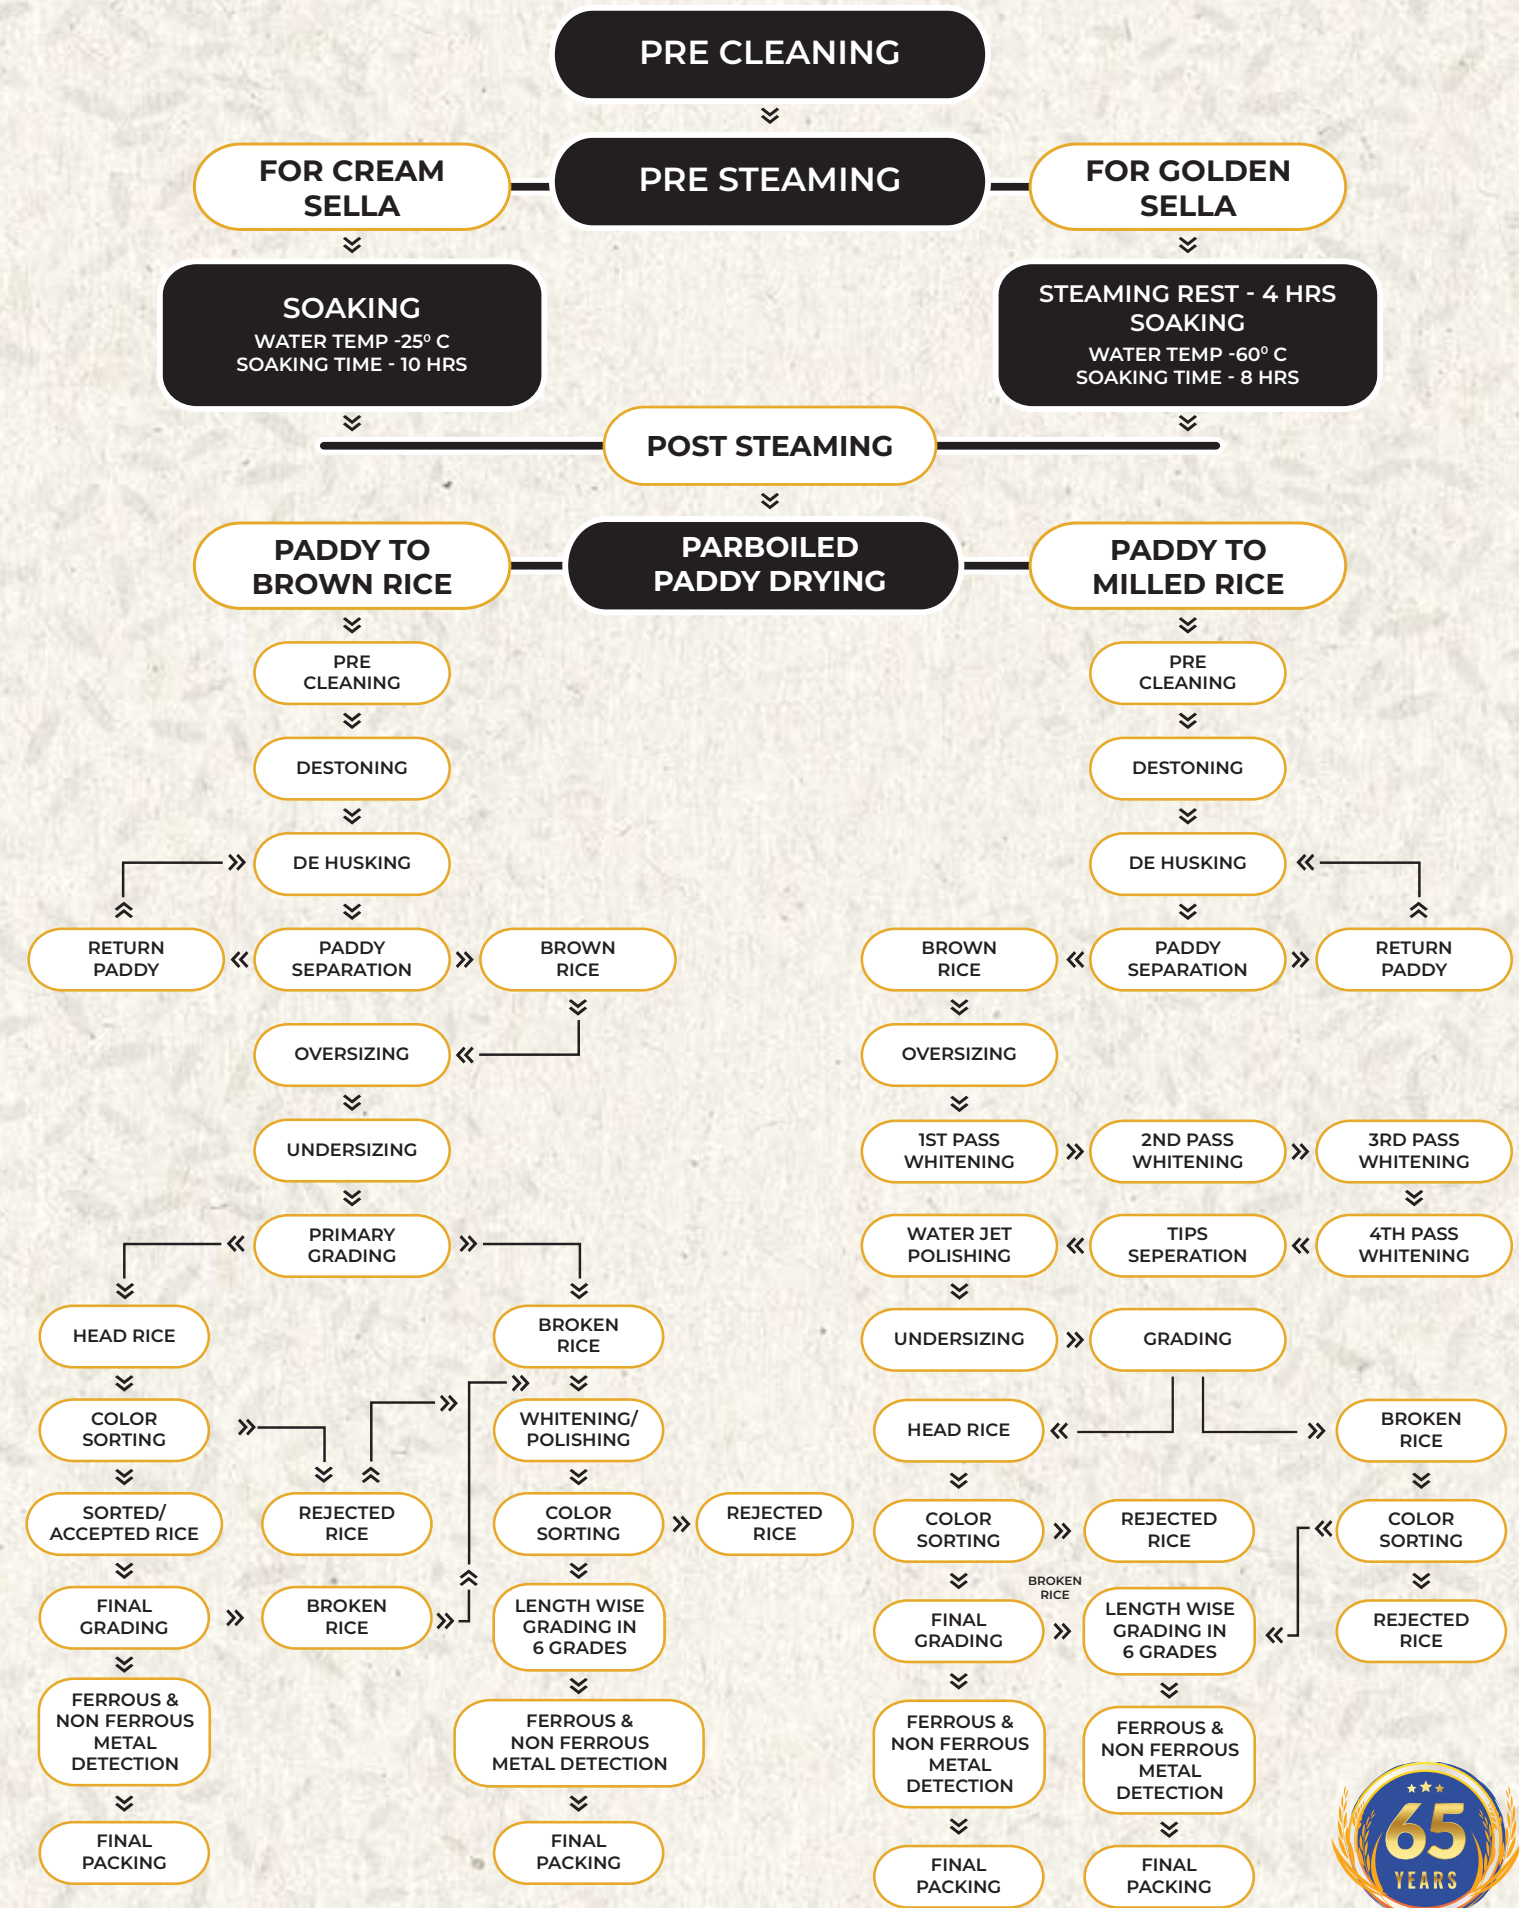 PRE CLEANING
FOR CREAM
SELLA
PRE STEAMING
FOR GOLDEN
SELLA
SOAKING
WATER TEMP -25⁰ C
SOAKING TIME - 10 HRS
STEAMING REST - 4 HRS
SOAKING
WATER TEMP -60⁰ C
SOAKING TIME - 8 HRS
POST STEAMING
PADDY TO
BROWN RICE
PARBOILED
PADDY DRYING
PADDY TO
MILLED RICE
PRE
CLEANING
DESTONING
DE HUSKING
RETURN
PADDY
PADDY
SEPARATION
BROWN
RICE
OVERSIZING
UNDERSIZING
PRIMARY
GRADING
HEAD RICE
BROKEN
RICE
COLOR
SORTING
WHITENING/
POLISHING
SORTED/
ACCEPTED RICE
REJECTED
RICE
COLOR
SORTING
REJECTED
RICE
FINAL
GRADING
BROKEN
RICE
LENGTH WISE
GRADING IN
6 GRADES
FERROUS &
NON FERROUS
METAL
DETECTION
FERROUS &
NON FERROUS
METAL DETECTION
FINAL
PACKING
FINAL
PACKING
PRE
CLEANING
DESTONING
DE HUSKING
BROWN
RICE
PADDY
SEPARATION
RETURN
PADDY
OVERSIZING
1ST PASS
WHITENING
2ND PASS
WHITENING
3RD PASS
WHITENING
WATER JET
POLISHING
TIPS
SEPERATION
4TH PASS
WHITENING
UNDERSIZING
GRADING
HEAD RICE
BROKEN
RICE
COLOR
SORTING
REJECTED
RICE
COLOR
SORTING
BROKEN
RICE
FINAL
GRADING
LENGTH WISE
GRADING IN
6 GRADES
REJECTED
RICE
FERROUS &
NON FERROUS
METAL
DETECTION
FERROUS &
NON FERROUS
METAL
DETECTION
FINAL
PACKING
FINAL
PACKING
65
YEARS